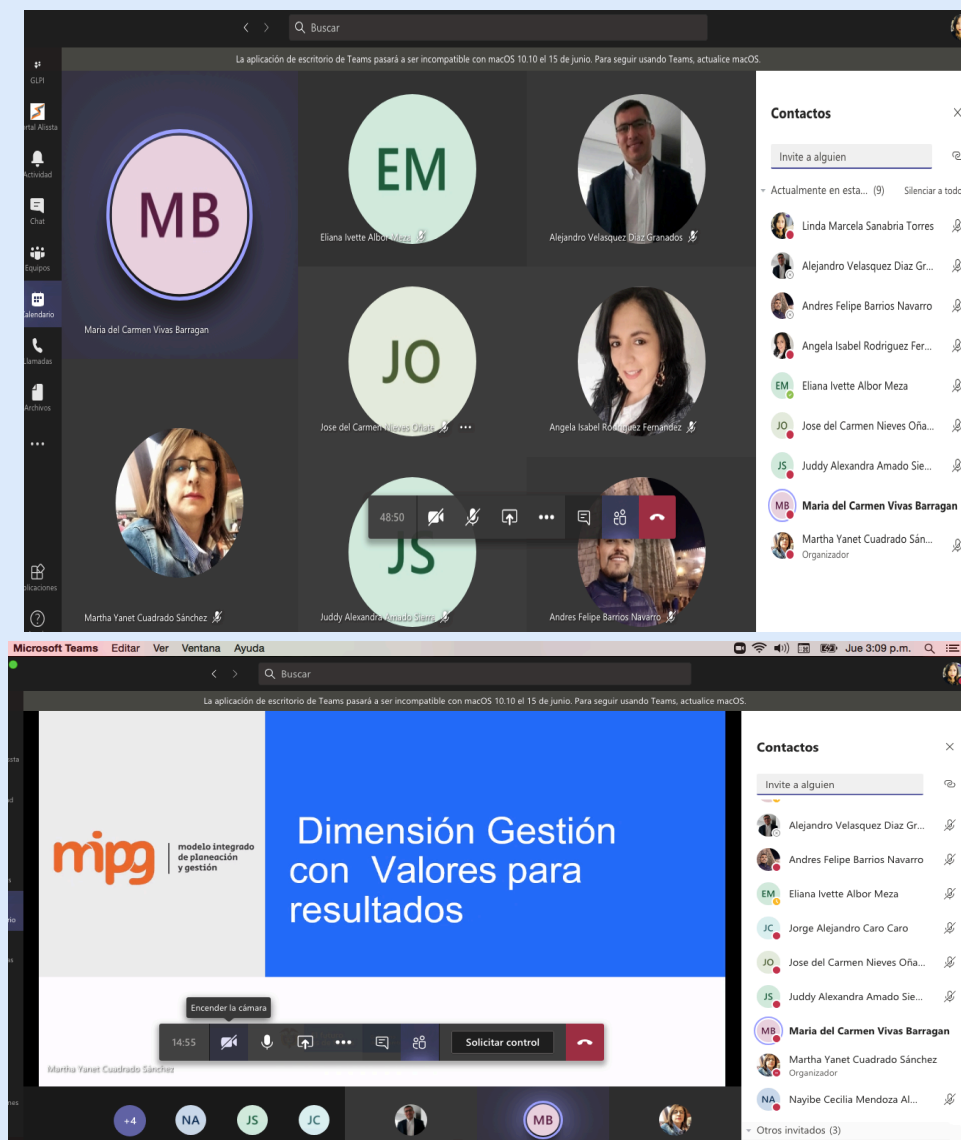 Buscar
La aplicación de escritorio de Teams pasará a ser incompatible con macOS 10.10 el 15 de junio. Para seguir usando Teams, actualice macOS.
GLPI
rtal Alissta
Actividad
Chat
Equipos
Calendario
Llamadas
Archivos
plicaciones
MB
Maria del Carmen Vivas Barragan
EM
Eliana Ivette Albor Meza
Alejandro Velasquez Diaz Granados
JO
Jose del Carmen Nieves Oñate
Angela Isabel Rodriguez Fernandez
Martha Yanet Cuadrado Sánchez
JS
Juddy Alexandra Amado Sierra
Andres Felipe Barrios Navarro
48:50
Contactos
Invite a alguien
Actualmente en esta... (9) Silenciar a todo
Linda Marcela Sanabria Torres
Alejandro Velasquez Diaz Gr...
Andres Felipe Barrios Navarro
Angela Isabel Rodriguez Fer...
EM Eliana Ivette Albor Meza
JO Jose del Carmen Nieves Oña...
JS Juddy Alexandra Amado Sie...
MB Maria del Carmen Vivas Barragan
Martha Yanet Cuadrado Sán...
Organizador
Microsoft Teams Editar Ver Ventana Ayuda
Jue 3:09 p.m.
Buscar
La aplicación de escritorio de Teams pasará a ser incompatible con macOS 10.10 el 15 de junio. Para seguir usando Teams, actualice macOS.
mipg
modelo integrado
de planeación
y gestión
Dimensión Gestión
con Valores para
resultados
Encender la cámara
14:55
Solicitar control
Martha Yanet Cuadrado Sánchez
+4 NA JS JC MB
Contactos
Invite a alguien
Alejandro Velasquez Diaz Gr...
Andres Felipe Barrios Navarro
EM Eliana Ivette Albor Meza
JC Jorge Alejandro Caro Caro
JO Jose del Carmen Nieves Oña...
JS Juddy Alexandra Amado Sie...
MB Maria del Carmen Vivas Barragan
Martha Yanet Cuadrado Sánchez
Organizador
NA Nayibe Cecilia Mendoza Al...
Otros invitados (3)